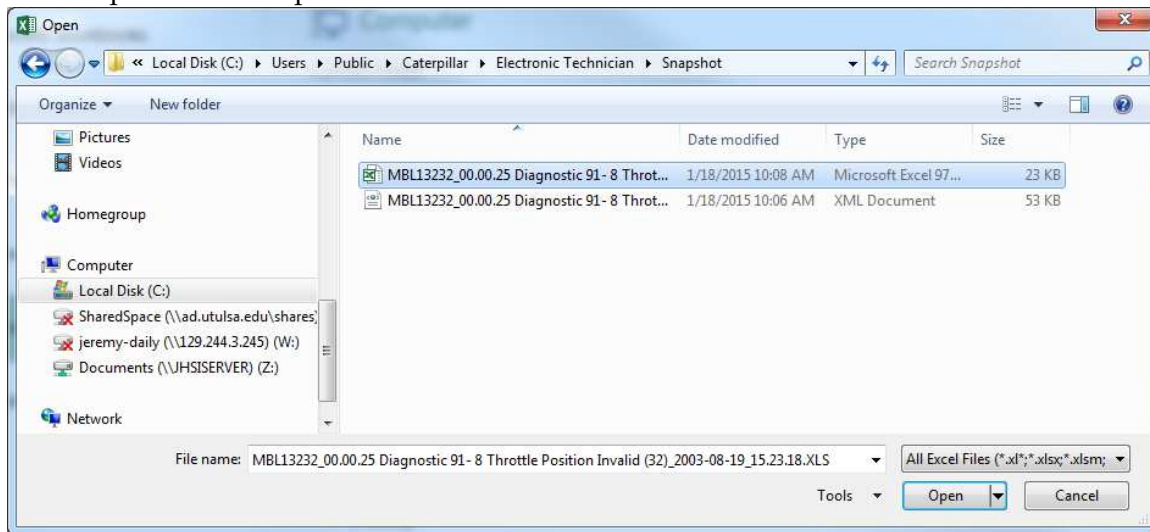 Open
« Local Disk (C:) ▸ Users ▸ Public ▸ Caterpillar ▸ Electronic Technician ▸ Snapshot
Search Snapshot
Organize
New folder
Pictures
Videos
Homegroup
Computer
Local Disk (C:)
SharedSpace (\\ad.utulsa.edu\shares)
jeremy-daily (\\129.244.3.245) (W:)
Documents (\\JHSISERVER) (Z:)
Network
Name Date modified Type Size
MBL13232_00.00.25 Diagnostic 91- 8 Throt... 1/18/2015 10:08 AM Microsoft Excel 97... 23 KB
MBL13232_00.00.25 Diagnostic 91- 8 Throt... 1/18/2015 10:06 AM XML Document 53 KB
File name: MBL13232_00.00.25 Diagnostic 91- 8 Throttle Position Invalid (32)_2003-08-19_15.23.18.XLS
All Excel Files (*.xl*;*.xlsx;*.xlsm;
Tools Open Cancel